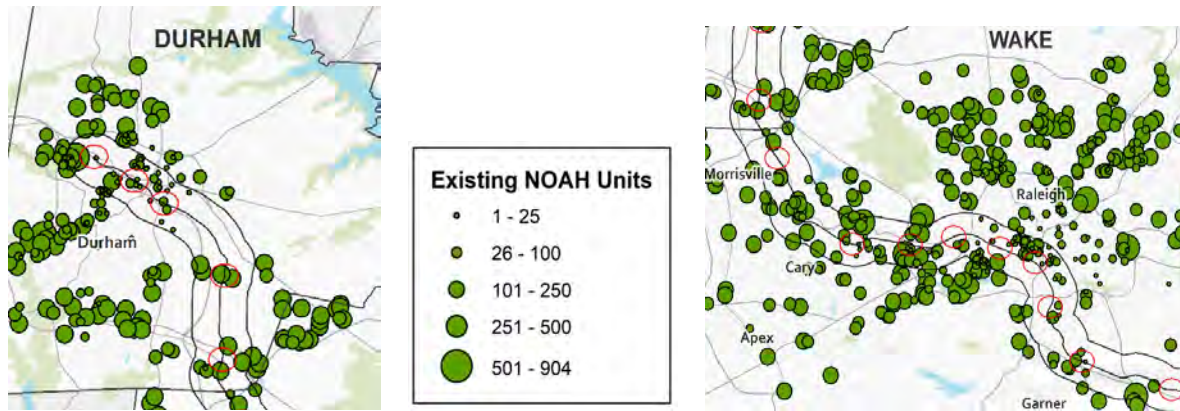 DURHAM
Durham
Existing NOAH Units
1 - 25
26 - 100
101 - 250
251 - 500
501 - 904
WAKE
Morrisville
Raleigh
Cary
Apex
Garner